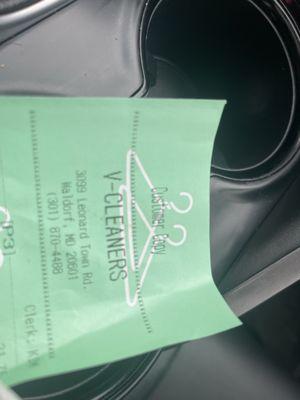 Customer Copy
V-CLEANERS
3099 Leonard Town Rd.
Waldorf, MD 20601
(301) 870-4488
Clerk: